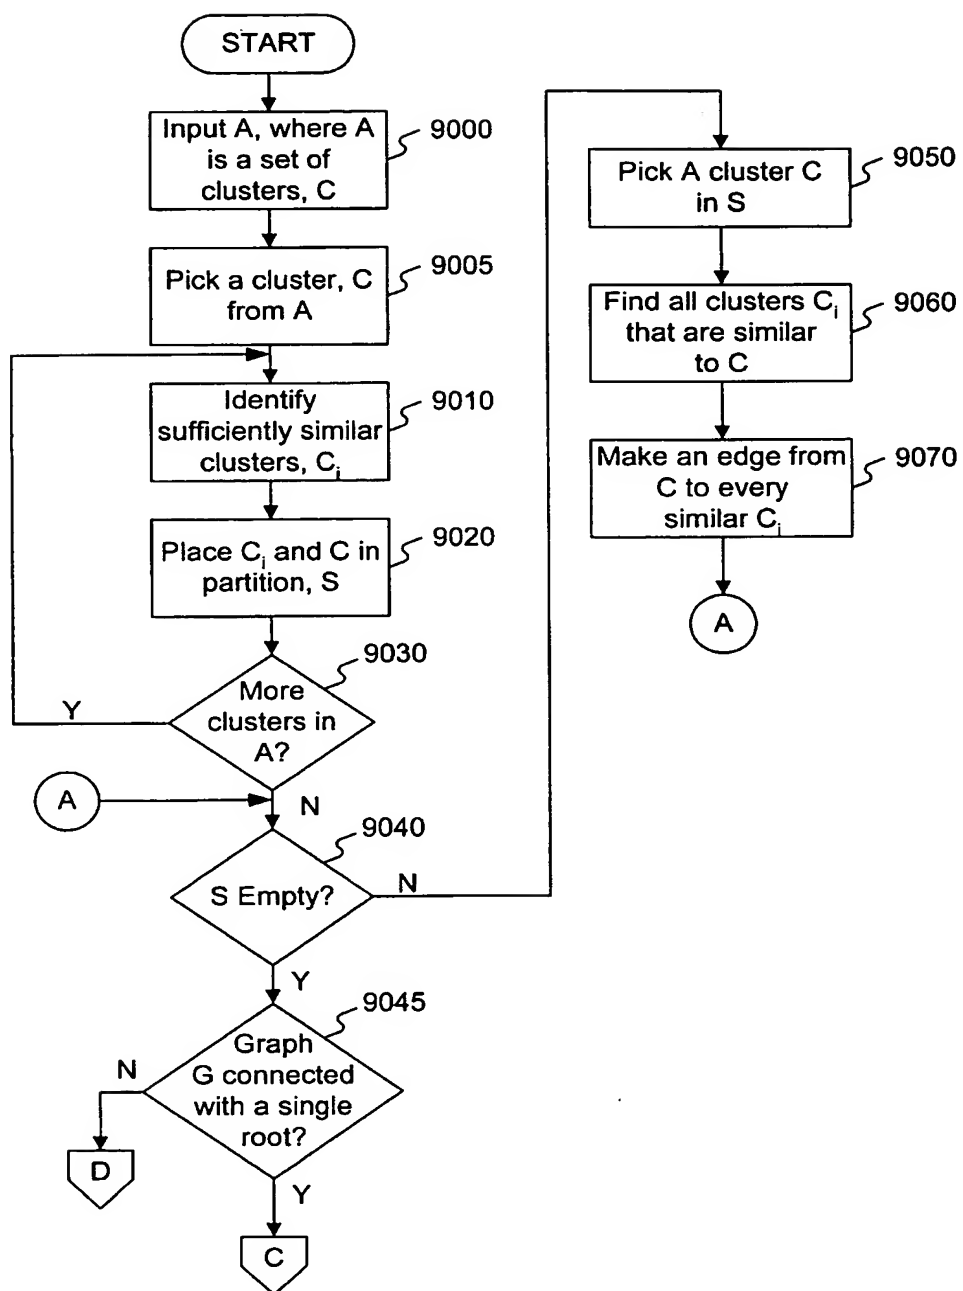 START
Input A, where A
is a set of
clusters, C
9000
Pick a cluster, C
from A
9005
Identify
sufficiently similar
clusters, Ci
9010
Place Ci and C in
partition, S
9020
More
clusters in
A?
9030
Y
N
A
S Empty?
9040
N
Y
Graph
G connected
with a single
root?
9045
N
D
Y
C
Pick A cluster C
in S
9050
Find all clusters Ci
that are similar
to C
9060
Make an edge from
C to every
similar Ci
9070
A